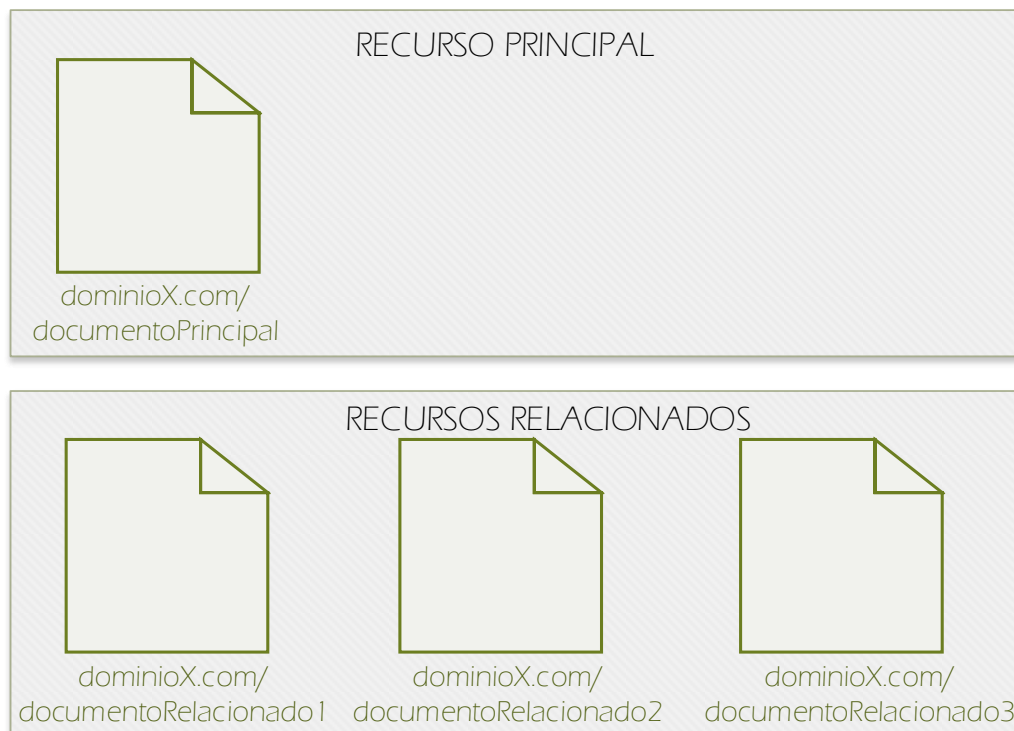 RECURSO PRINCIPAL
dominioX.com/
documentoPrincipal
RECURSOS RELACIONADOS
dominioX.com/
documentoRelacionado1
dominioX.com/
documentoRelacionado2
dominioX.com/
documentoRelacionado3